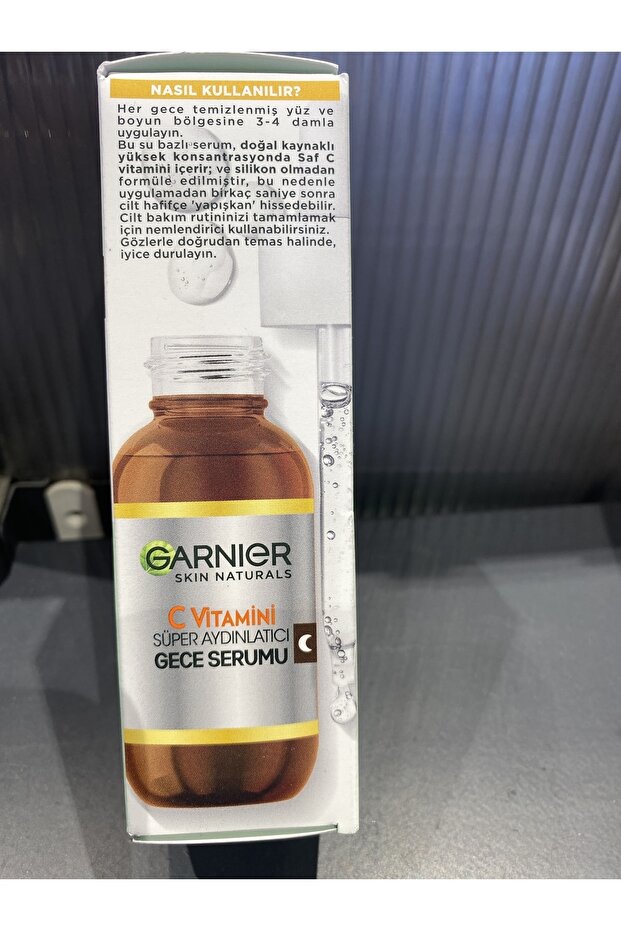 NASIL KULLANILIR?
Her gece temizlenmiş yüz ve
boyun bölgesine 3-4 damla
uygulayın.
Bu su bazlı serum, doğal kaynaklı
yüksek konsantrasyonda Saf C
vitamini içerir; ve silikon olmadan
formüle edilmiştir, bu nedenle
uygulamadan birkaç saniye sonra
cilt hafifçe 'yapışkan' hissedebilir.
Cilt bakım rutininizi tamamlamak
için nemlendirici kullanabilirsiniz.
Gözlerle doğrudan temas halinde,
iyice durulayın.
GARNIER
SKIN NATURALS
C VİTAMİNİ
SÜPER AYDINLATICI
GECE SERUMU